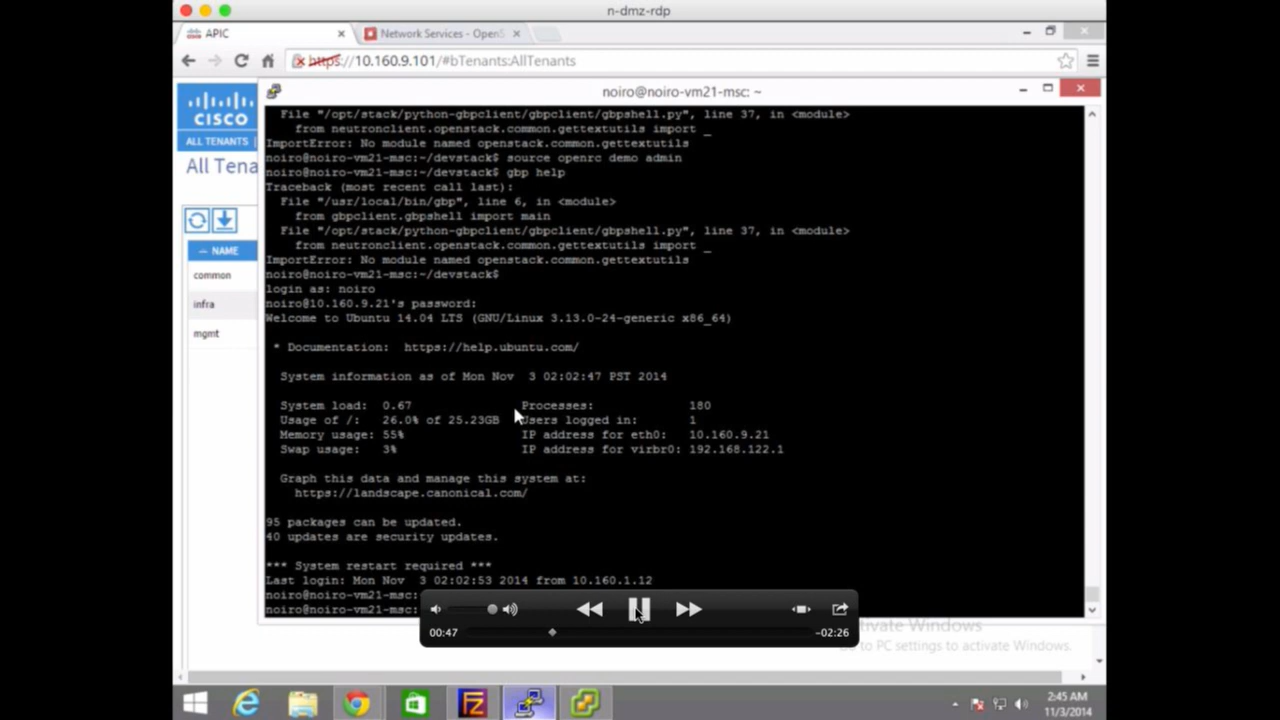 n-dmz-rdp
APIC
Network Services - OpenS
https://10.160.9.101/#bTenants:AllTenants
CISCO
ALL TENANTS |
All Tena
NAME
common
infra
mgmt
noiro@noiro-vm21-msc: ~
File "/opt/stack/python-gbpclient/gbpclient/gbpshell.py", line 37, in <module>
from neutronclient.openstack.common.gettextutils import _
ImportError: No module named openstack.common.gettextutils
noiro@noiro-vm21-msc:~/devstack$ source openrc demo admin
noiro@noiro-vm21-msc:~/devstack$ gbp help
Traceback (most recent call last):
File "/usr/local/bin/gbp", line 6, in <module>
from gbpclient.gbpshell import main
File "/opt/stack/python-gbpclient/gbpclient/gbpshell.py", line 37, in <module>
from neutronclient.openstack.common.gettextutils import _
ImportError: No module named openstack.common.gettextutils
noiro@noiro-vm21-msc:~/devstack$
login as: noiro
noiro@10.160.9.21's password:
Welcome to Ubuntu 14.04 LTS (GNU/Linux 3.13.0-24-generic x86_64)
* Documentation: https://help.ubuntu.com/
System information as of Mon Nov 3 02:02:47 PST 2014
System load: 0.67 Processes: 180
Usage of /: 26.0% of 25.23GB Users logged in: 1
Memory usage: 55% IP address for eth0: 10.160.9.21
Swap usage: 3% IP address for virbr0: 192.168.122.1
Graph this data and manage this system at:
https://landscape.canonical.com/
95 packages can be updated.
40 updates are security updates.
*** System restart required ***
Last login: Mon Nov 3 02:02:53 2014 from 10.160.1.12
noiro@noiro-vm21-msc:
noiro@noiro-vm21-msc:
00:47
-02:26
Windows
to PC settings to activate Windows.
2:45 AM
11/3/2014